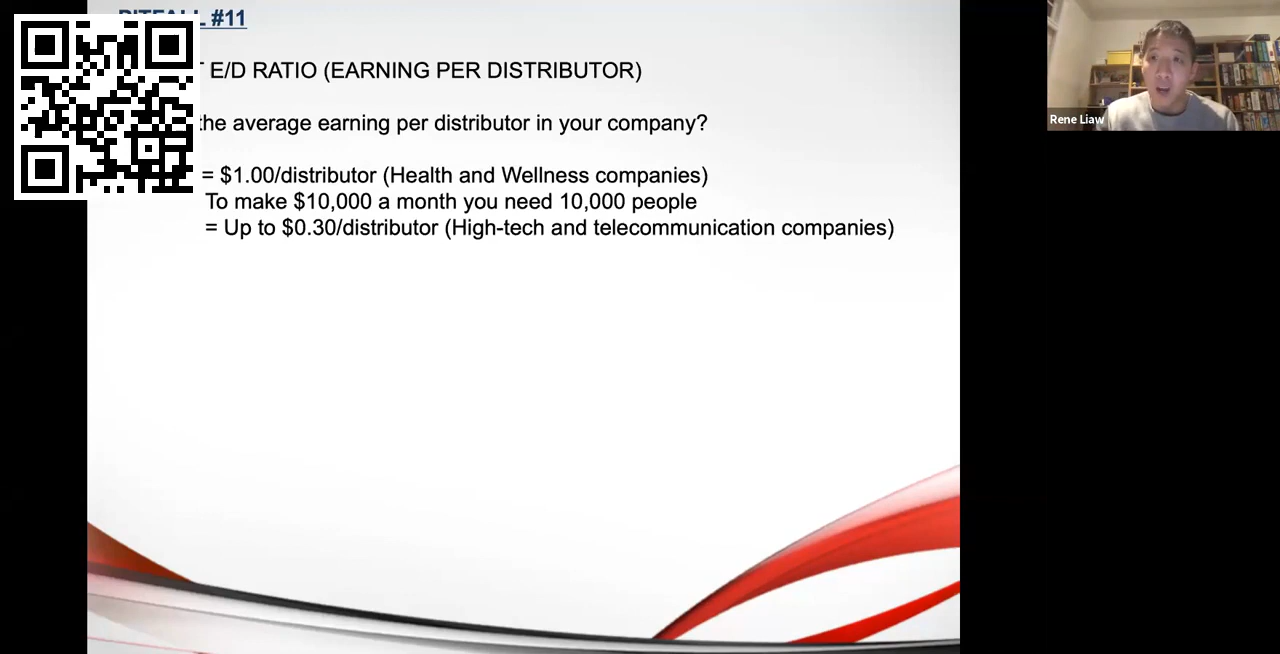 PITFALL #11
E/D RATIO (EARNING PER DISTRIBUTOR)
the average earning per distributor in your company?
= $1.00/distributor (Health and Wellness companies)
To make $10,000 a month you need 10,000 people
= Up to $0.30/distributor (High-tech and telecommunication companies)
Rene Liaw